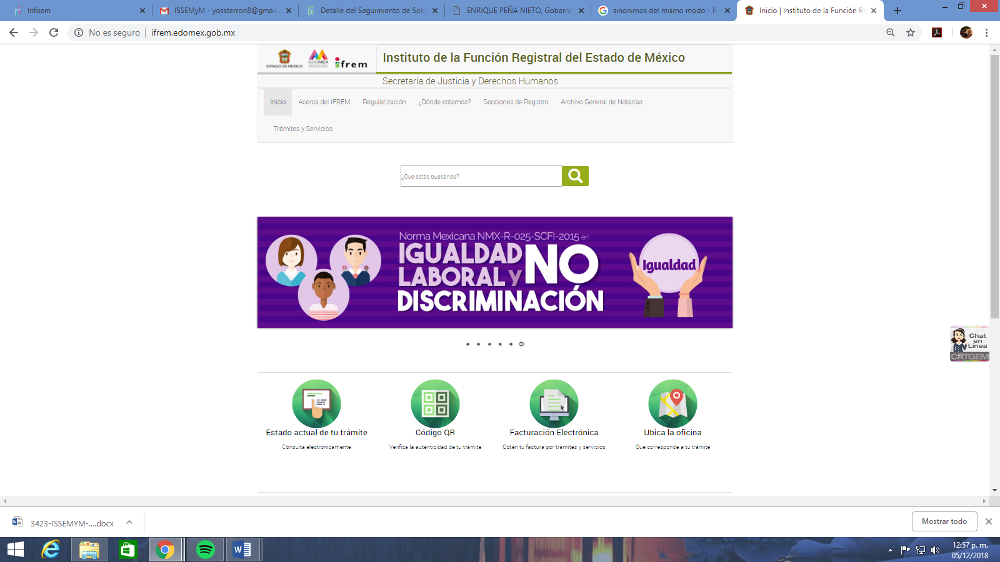 Infoem
ISSEMyM - yossterron8@gmail.c
Detalle del Seguimiento de Solic
ENRIQUE PEÑA NIETO, Goberna
sinonimos del mismo modo - Bu
Inicio | Instituto de la Función Re
No es seguro
ifrem.edomex.gob.mx
ESTADO DE MÉXICO
EDOMÉX
ifrem
Instituto de la Función Registral del Estado de México
Secretaría de Justicia y Derechos Humanos
Inicio
Acerca del IFREM
Regularización
¿Dónde estamos?
Secciones de Registro
Archivo General de Notarías
Trámites y Servicios
¿Que estás buscando?
Norma Mexicana NMX-R-025-SCFI-2015 en
IGUALDAD
LABORAL y NO
DISCRIMINACIÓN
Igualdad
Chat
en
Línea
CATGEM
Estado actual de tu trámite
Consulta electrónicamente
Código QR
Verifica la autenticidad de tu trámite
Facturación Electrónica
Obtén tu factura por trámites y servicios
Ubica la oficina
Que corresponde a tu trámite
3423-ISSEMYM-....docx
Mostrar todo
12:57 p. m.
05/12/2018